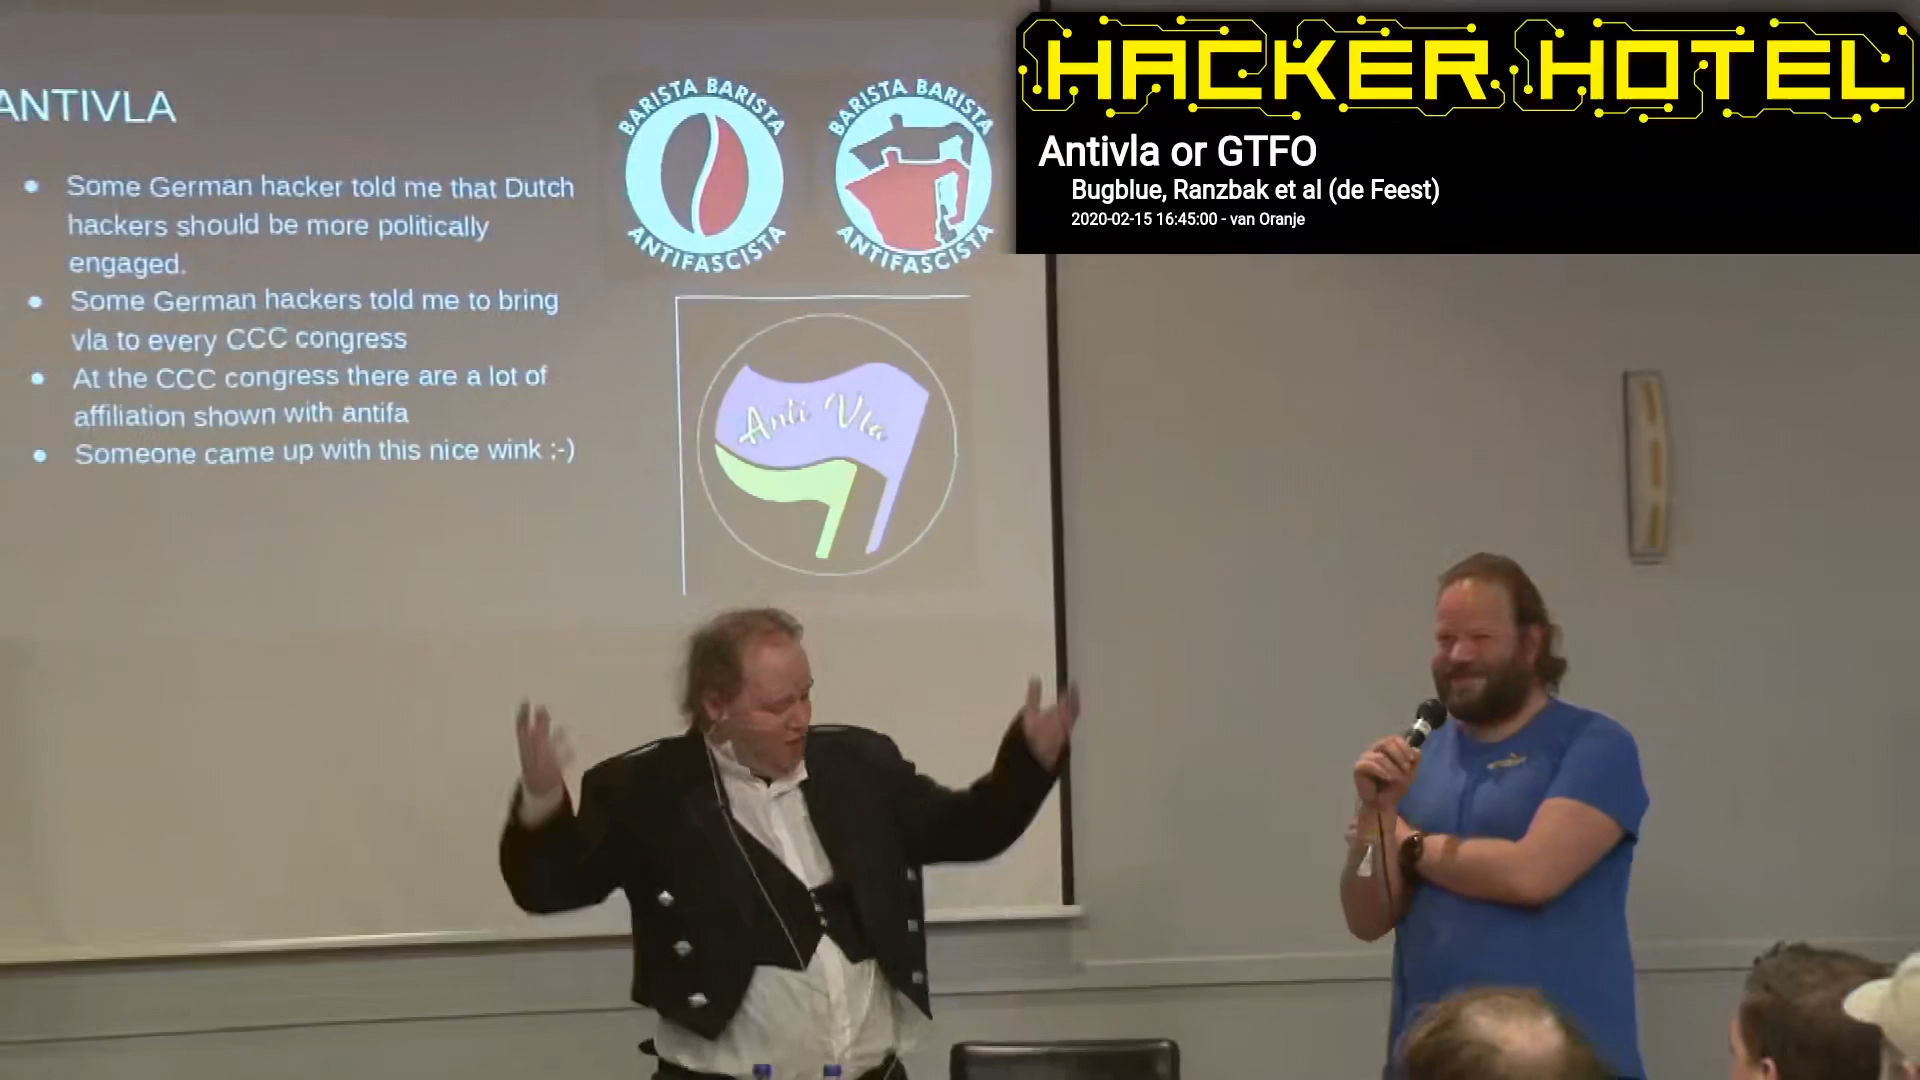 HACKER HOTEL
Antivla or GTFO
Bugblue, Ranzbak et al (de Feest)
2020-02-15 16:45:00 - van Oranje
ANTIVLA
Some German hacker told me that Dutch
hackers should be more politically
engaged.
Some German hackers told me to bring
vla to every CCC congress
At the CCC congress there are a lot of
affiliation shown with antifa
Someone came up with this nice wink ;-)
BARISTA BARISTA
ANTIFASCISTA
BARISTA BARISTA
ANTIFASCISTA
Anti Vla